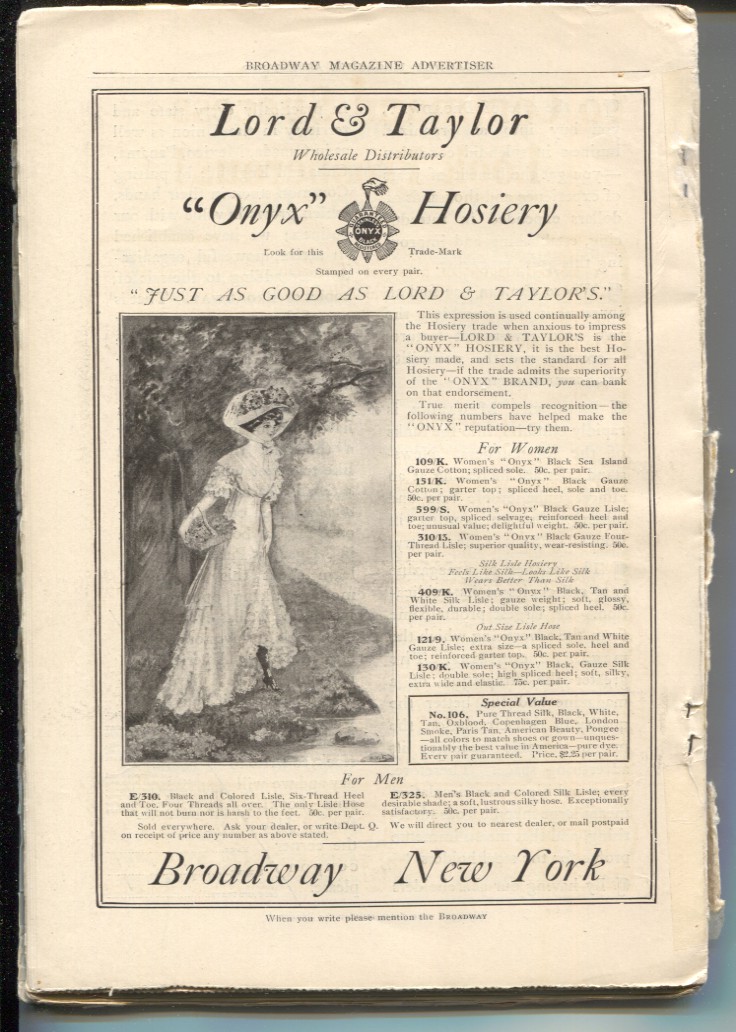 BROADWAY MAGAZINE ADVERTISER
Lord & Taylor
Wholesale Distributors
"Onyx" Hosiery
GUARANTEED
ONYX
BLACK
Look for this Trade-Mark
Stamped on every pair.
"JUST AS GOOD AS LORD & TAYLOR'S."
This expression is used continually among
the Hosiery trade when anxious to impress
a buyer—LORD & TAYLOR'S is the
"ONYX" HOSIERY, it is the best Ho-
siery made, and sets the standard for all
Hosiery—if the trade admits the superiority
of the "ONYX" BRAND, you can bank
on that endorsement.
True merit compels recognition—the
following numbers have helped make the
"ONYX" reputation—try them.
For Women
109/K. Women's "Onyx" Black Sea Island
Gauze Cotton; spliced sole. 50c. per pair.
151/K. Women's "Onyx" Black Gauze
Cotton; garter top; spliced heel, sole and toe.
50c. per pair.
599/S. Women's "Onyx" Black Gauze Lisle;
garter top, spliced selvage, reinforced heel and
toe; unusual value; delightful weight. 50c. per pair.
310/15. Women's "Onyx" Black Gauze Four-
Thread Lisle; superior quality, wear-resisting. 50c.
per pair.
Silk Lisle Hosiery
Feels Like Silk—Looks Like Silk
Wears Better Than Silk
409/K. Women's "Onyx" Black, Tan and
White Silk Lisle; gauze weight; soft, glossy,
flexible, durable; double sole; spliced heel. 50c.
per pair.
Out Size Lisle Hose
121/9. Women's "Onyx" Black, Tan and White
Gauze Lisle; extra size—a spliced sole, heel and
toe; reinforced garter top. 50c. per pair.
130/K. Women's "Onyx" Black, Gauze Silk
Lisle; double sole; high spliced heel; soft, silky,
extra wide and elastic. 75c. per pair.
Special Value
No. 106. Pure Thread Silk, Black, White,
Tan, Oxblood, Copenhagen Blue, London
Smoke, Paris Tan, American Beauty, Pongee
—all colors to match shoes or gown—unques-
tionably the best value in America—pure dye.
Every pair guaranteed. Price, $2.25 per pair.
For Men
E/310. Black and Colored Lisle, Six-Thread Heel
and Toe, Four Threads all over. The only Lisle Hose
that will not burn nor is harsh to the feet. 50c. per pair.
E/325. Men's Black and Colored Silk Lisle; every
desirable shade; a soft, lustrous silky hose. Exceptionally
satisfactory. 50c. per pair.
Sold everywhere. Ask your dealer, or write Dept. Q. We will direct you to nearest dealer, or mail postpaid
on receipt of price any number as above stated.
Broadway New York
When you write please mention the BROADWAY